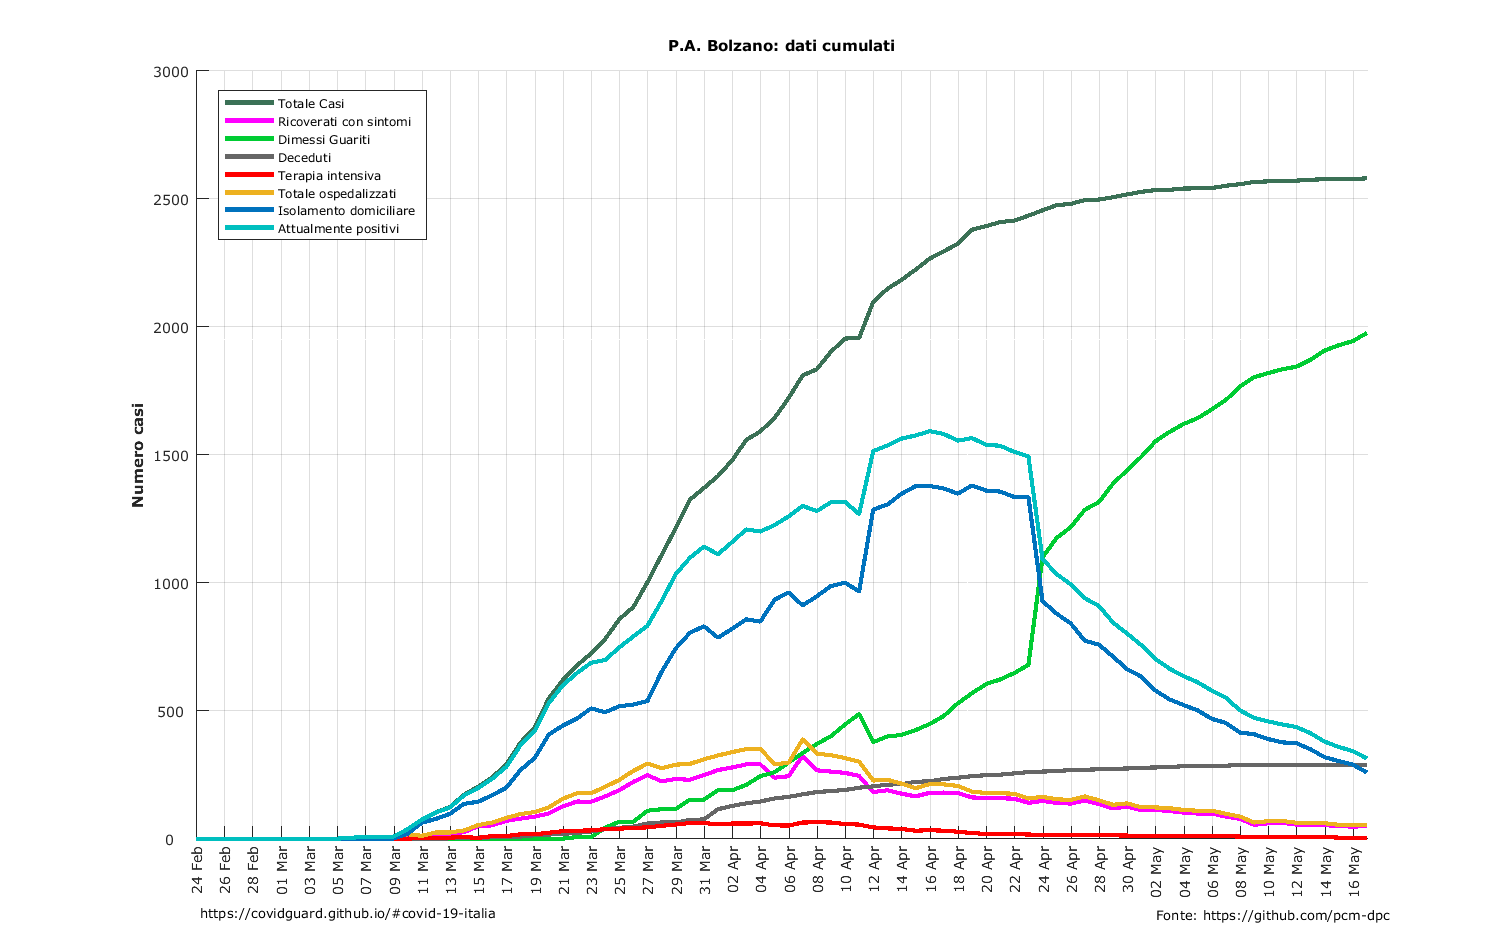 P.A. Bolzano: dati cumulati
3000
2500
2000
1500
1000
500
0
Numero casi
Totale Casi
Ricoverati con sintomi
Dimessi Guariti
Deceduti
Terapia intensiva
Totale ospedalizzati
Isolamento domiciliare
Attualmente positivi
24 Feb
26 Feb
28 Feb
01 Mar
03 Mar
05 Mar
07 Mar
09 Mar
11 Mar
13 Mar
15 Mar
17 Mar
19 Mar
21 Mar
23 Mar
25 Mar
27 Mar
29 Mar
31 Mar
02 Apr
04 Apr
06 Apr
08 Apr
10 Apr
12 Apr
14 Apr
16 Apr
18 Apr
20 Apr
22 Apr
24 Apr
26 Apr
28 Apr
30 Apr
02 May
04 May
06 May
08 May
10 May
12 May
14 May
16 May
https://covidguard.github.io/#covid-19-italia
Fonte: https://github.com/pcm-dpc